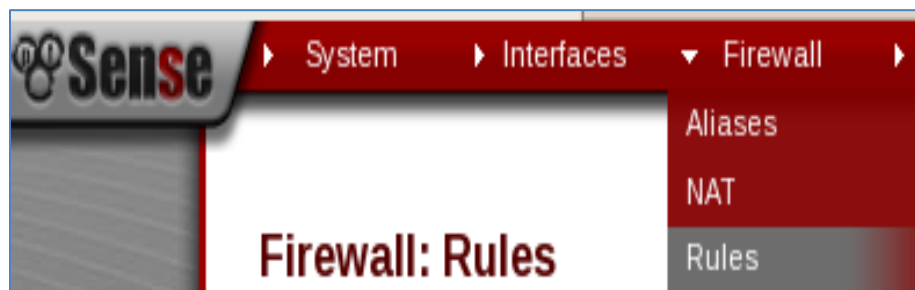 pfSense
System
Interfaces
Firewall
Aliases
NAT
Firewall: Rules
Rules